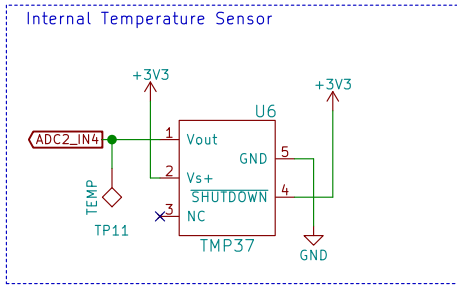 Internal Temperature Sensor
+3V3
+3V3
U6
ADC2_IN4
1
Vout
GND
5
2
Vs+
SHUTDOWN
4
TEMP
3
NC
TP11
TMP37
GND